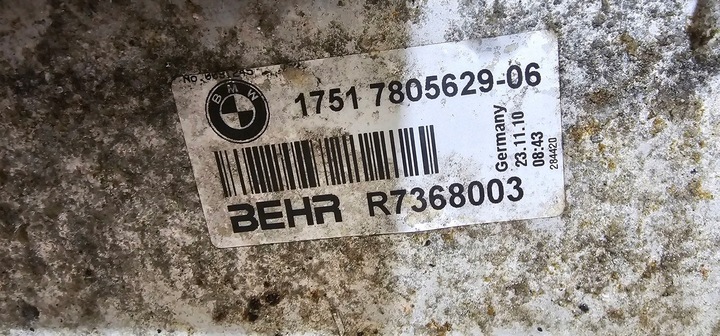 BMW
1751 7805629-06
BEHR R7368003
Germany
23.11.10
08:43
284420